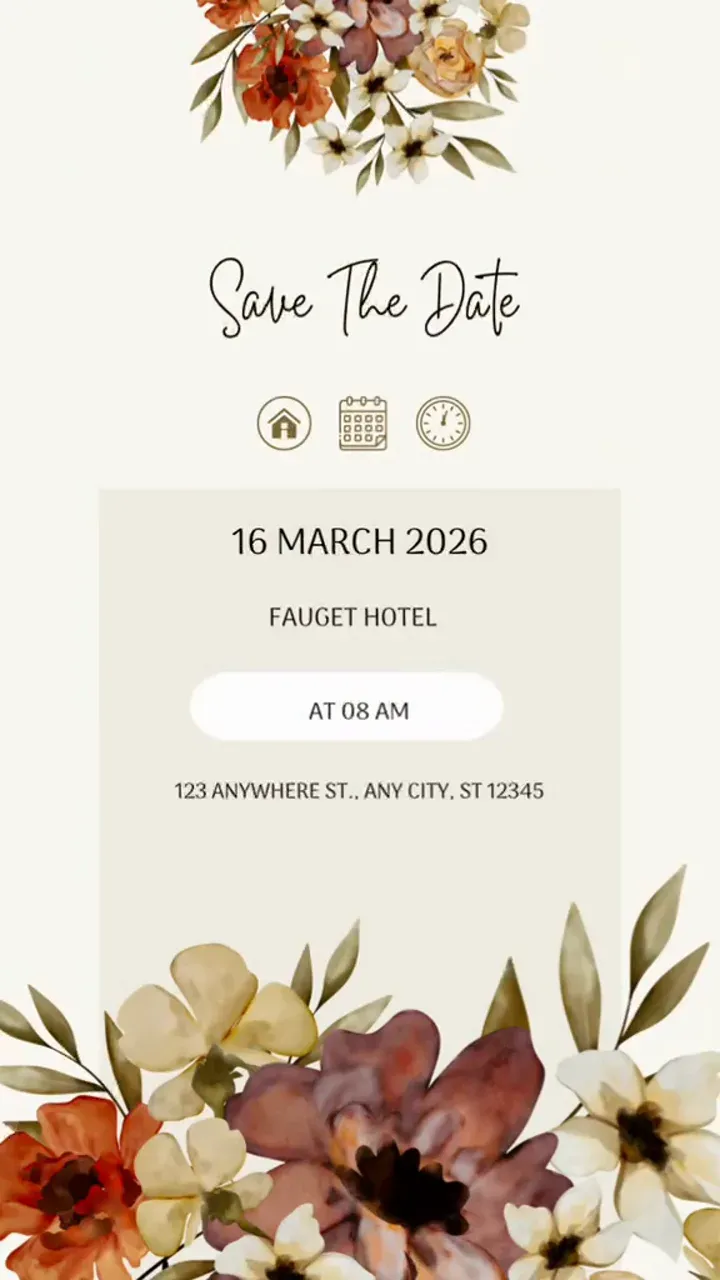 Save The Date
16 MARCH 2026
FAUGET HOTEL
AT 08 AM
123 ANYWHERE ST., ANY CITY, ST 12345